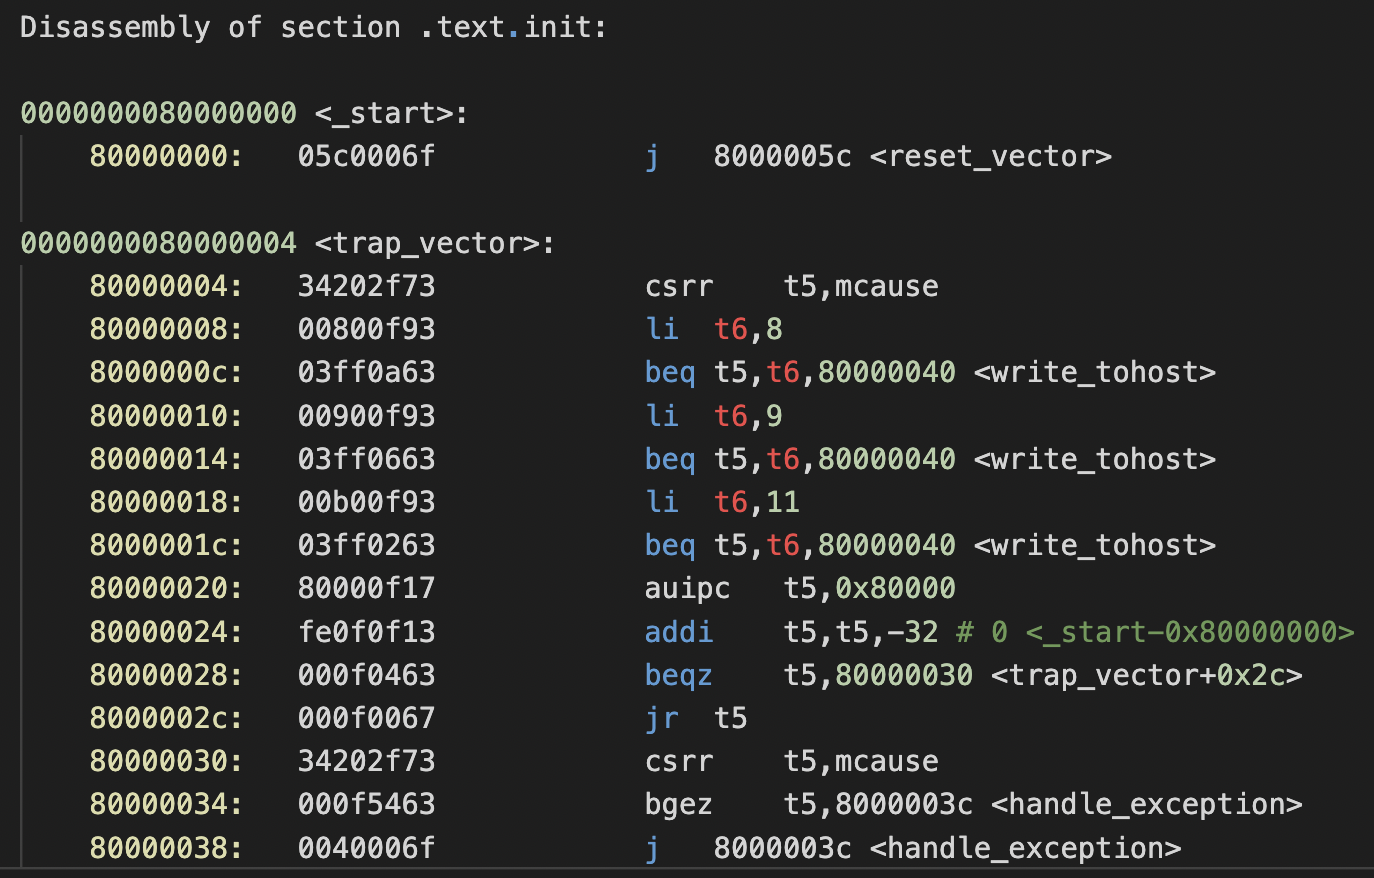 Disassembly of section .text.init:
0000000080000000 <_start>:
80000000: 05c0006f j 8000005c <reset_vector>
0000000080000004 <trap_vector>:
80000004: 34202f73 csrr t5,mcause
80000008: 00800f93 li t6,8
8000000c: 03ff0a63 beq t5,t6,80000040 <write_tohost>
80000010: 00900f93 li t6,9
80000014: 03ff0663 beq t5,t6,80000040 <write_tohost>
80000018: 00b00f93 li t6,11
8000001c: 03ff0263 beq t5,t6,80000040 <write_tohost>
80000020: 80000f17 auipc t5,0x80000
80000024: fe0f0f13 addi t5,t5,-32 # 0 <_start-0x80000000>
80000028: 000f0463 beqz t5,80000030 <trap_vector+0x2c>
8000002c: 000f0067 jr t5
80000030: 34202f73 csrr t5,mcause
80000034: 000f5463 bgez t5,8000003c <handle_exception>
80000038: 0040006f j 8000003c <handle_exception>